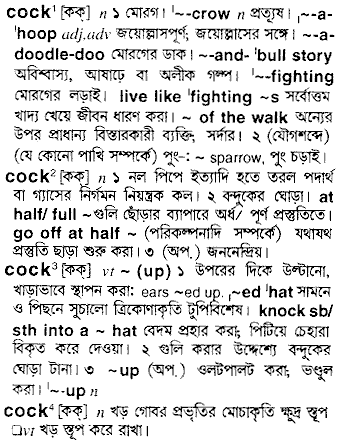 cock¹ [কক্] n ১ মোরগ। '~-crow n প্রত্যূষ। ,~-a-
'hoop adj.adv জয়োল্লাসপূর্ণ; জয়োল্লাসের সঙ্গে। ,~-a-
doodle-doo মোরগের ডাক। ,~-and- 'bull story
অবিশ্বাস্য, আষাঢ়ে বা অলীক গল্প। '~-fighting
মোরগের লড়াই। live like 'fighting ~s সর্বোত্তম
খাদ্য খেয়ে জীবন ধারণ করা। ~ of the walk অন্যের
উপর প্রাধান্য বিস্তারকারী ব্যক্তি; সর্দার। ২ (যৌগশব্দে)
(যে কোনো পাখি সম্পর্কে) পুং-: ~ sparrow, পুং চড়াই।
cock² [কক্] n ১ নল পিপে ইত্যাদি হতে তরল পদার্থ
বা গ্যাসের নির্গমন নিয়ন্ত্রক কল। ২ বন্দুকের ঘোড়া। at
half/ full ~গুলি ছোঁড়ার ব্যাপারে অর্ধ/ পূর্ণ প্রস্তুতিতে।
go off at half ~ (পরিকল্পনাদি সম্পর্কে) যথাযথ
প্রস্তুতি ছাড়া শুরু করা। ৩ (অপ.) জননেন্দ্রিয়।
cock³ [কক্] vt ~ (up) ১ উপরের দিকে উল্টানো,
খাড়াভাবে স্থাপন করা: ears ~ed up. ,~ed 'hat সামনে
ও পিছনে সুচালো ত্রিকোণাকৃতি টুপিবিশেষ। knock sb/
sth into a ~ hat বেদম প্রহার করা; পিটিয়ে চেহারা
বিকৃত করে দেওয়া। ২ গুলি করার উদ্দেশ্যে বন্দুকের
ঘোড়া টানা। ৩ ~up (অপ.) ওলটপালট করা; ভণ্ডুল
করা। '~-up n
cock⁴ [কক্] n খড় গোবর প্রভৃতির মোচাকৃতি ক্ষুদ্র স্তূপ
□vt খড় স্তূপ করে রাখা।